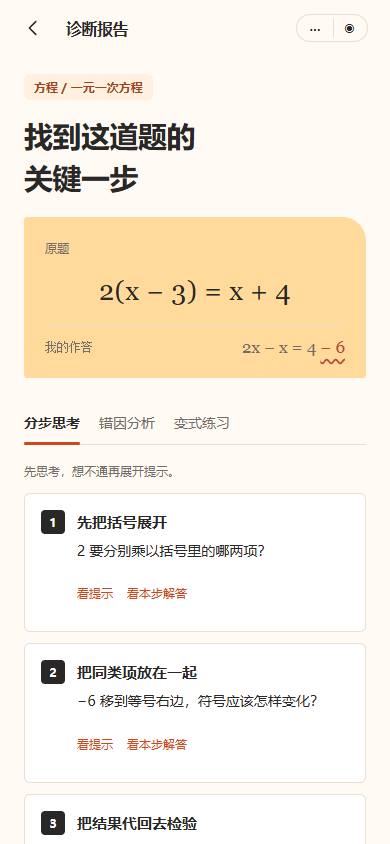 诊断报告
方程 / 一元一次方程
找到这道题的
关键一步
原题
2(x − 3) = x + 4
我的作答
2x − x = 4 − 6
分步思考
错因分析
变式练习
先思考，想不通再展开提示。
1 先把括号展开
2 要分别乘以括号里的哪两项？
看提示 看本步解答
2 把同类项放在一起
−6 移到等号右边，符号应该怎样变化？
看提示 看本步解答
3 把结果代回去检验